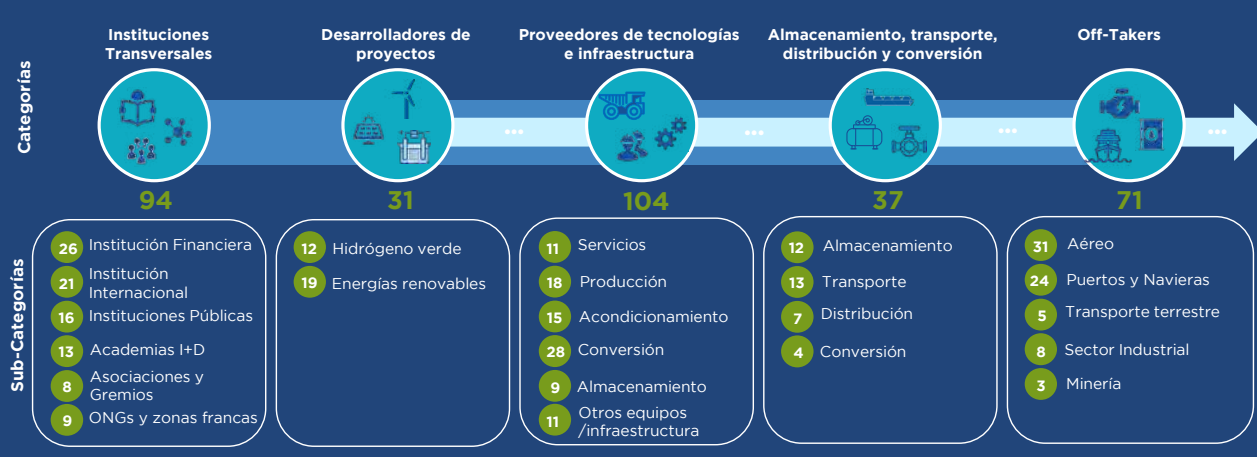 Categorías
Instituciones
Transversales
Desarrolladores de
proyectos
Proveedores de tecnologías
e infraestructura
Almacenamiento, transporte,
distribución y conversión
Off-Takers
...
...
...
...
94
31
104
37
71
Sub-Categorías
26 Institución Financiera
21 Institución
Internacional
16 Instituciones Públicas
13 Academias I+D
8 Asociaciones y
Gremios
9 ONGs y zonas francas
12 Hidrógeno verde
19 Energías renovables
11 Servicios
18 Producción
15 Acondicionamiento
28 Conversión
9 Almacenamiento
11 Otros equipos
/infraestructura
12 Almacenamiento
13 Transporte
7 Distribución
4 Conversión
31 Aéreo
24 Puertos y Navieras
5 Transporte terrestre
8 Sector Industrial
3 Minería